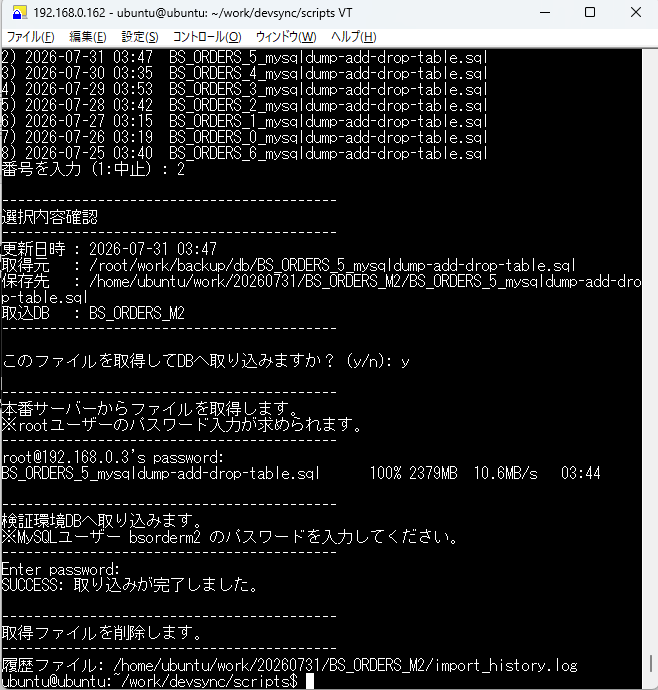 192.168.0.162 - ubuntu@ubuntu: ~/work/devsync/scripts VT
ファイル(F) 編集(E) 設定(S) コントロール(O) ウィンドウ(W) ヘルプ(H)
2) 2026-07-31 03:47  BS_ORDERS_5_mysqldump-add-drop-table.sql
3) 2026-07-30 03:35  BS_ORDERS_4_mysqldump-add-drop-table.sql
4) 2026-07-29 03:53  BS_ORDERS_3_mysqldump-add-drop-table.sql
5) 2026-07-28 03:42  BS_ORDERS_2_mysqldump-add-drop-table.sql
6) 2026-07-27 03:15  BS_ORDERS_1_mysqldump-add-drop-table.sql
7) 2026-07-26 03:19  BS_ORDERS_0_mysqldump-add-drop-table.sql
8) 2026-07-25 03:40  BS_ORDERS_6_mysqldump-add-drop-table.sql
番号を入力 (1:中止) : 2
-------------------------------------
選択内容確認
-------------------------------------
更新日時 : 2026-07-31 03:47
取得元   : /root/work/backup/db/BS_ORDERS_5_mysqldump-add-drop-table.sql
保存先   : /home/ubuntu/work/20260731/BS_ORDERS_M2/BS_ORDERS_5_mysqldump-add-dro
p-table.sql
取込DB   : BS_ORDERS_M2
-------------------------------------
このファイルを取得してDBへ取り込みますか? (y/n): y
-------------------------------------
本番サーバーからファイルを取得します。
※rootユーザーのパスワード入力が求められます。
-------------------------------------
root@192.168.0.3's password:
BS_ORDERS_5_mysqldump-add-drop-table.sql      100% 2379MB  10.6MB/s   03:44
-------------------------------------
検証環境DBへ取り込みます。
※MySQLユーザー bsorderm2 のパスワードを入力してください。
-------------------------------------
Enter password:
SUCCESS: 取り込みが完了しました。
-------------------------------------
取得ファイルを削除します。
-------------------------------------
履歴ファイル: /home/ubuntu/work/20260731/BS_ORDERS_M2/import_history.log
ubuntu@ubuntu:~/work/devsync/scripts$